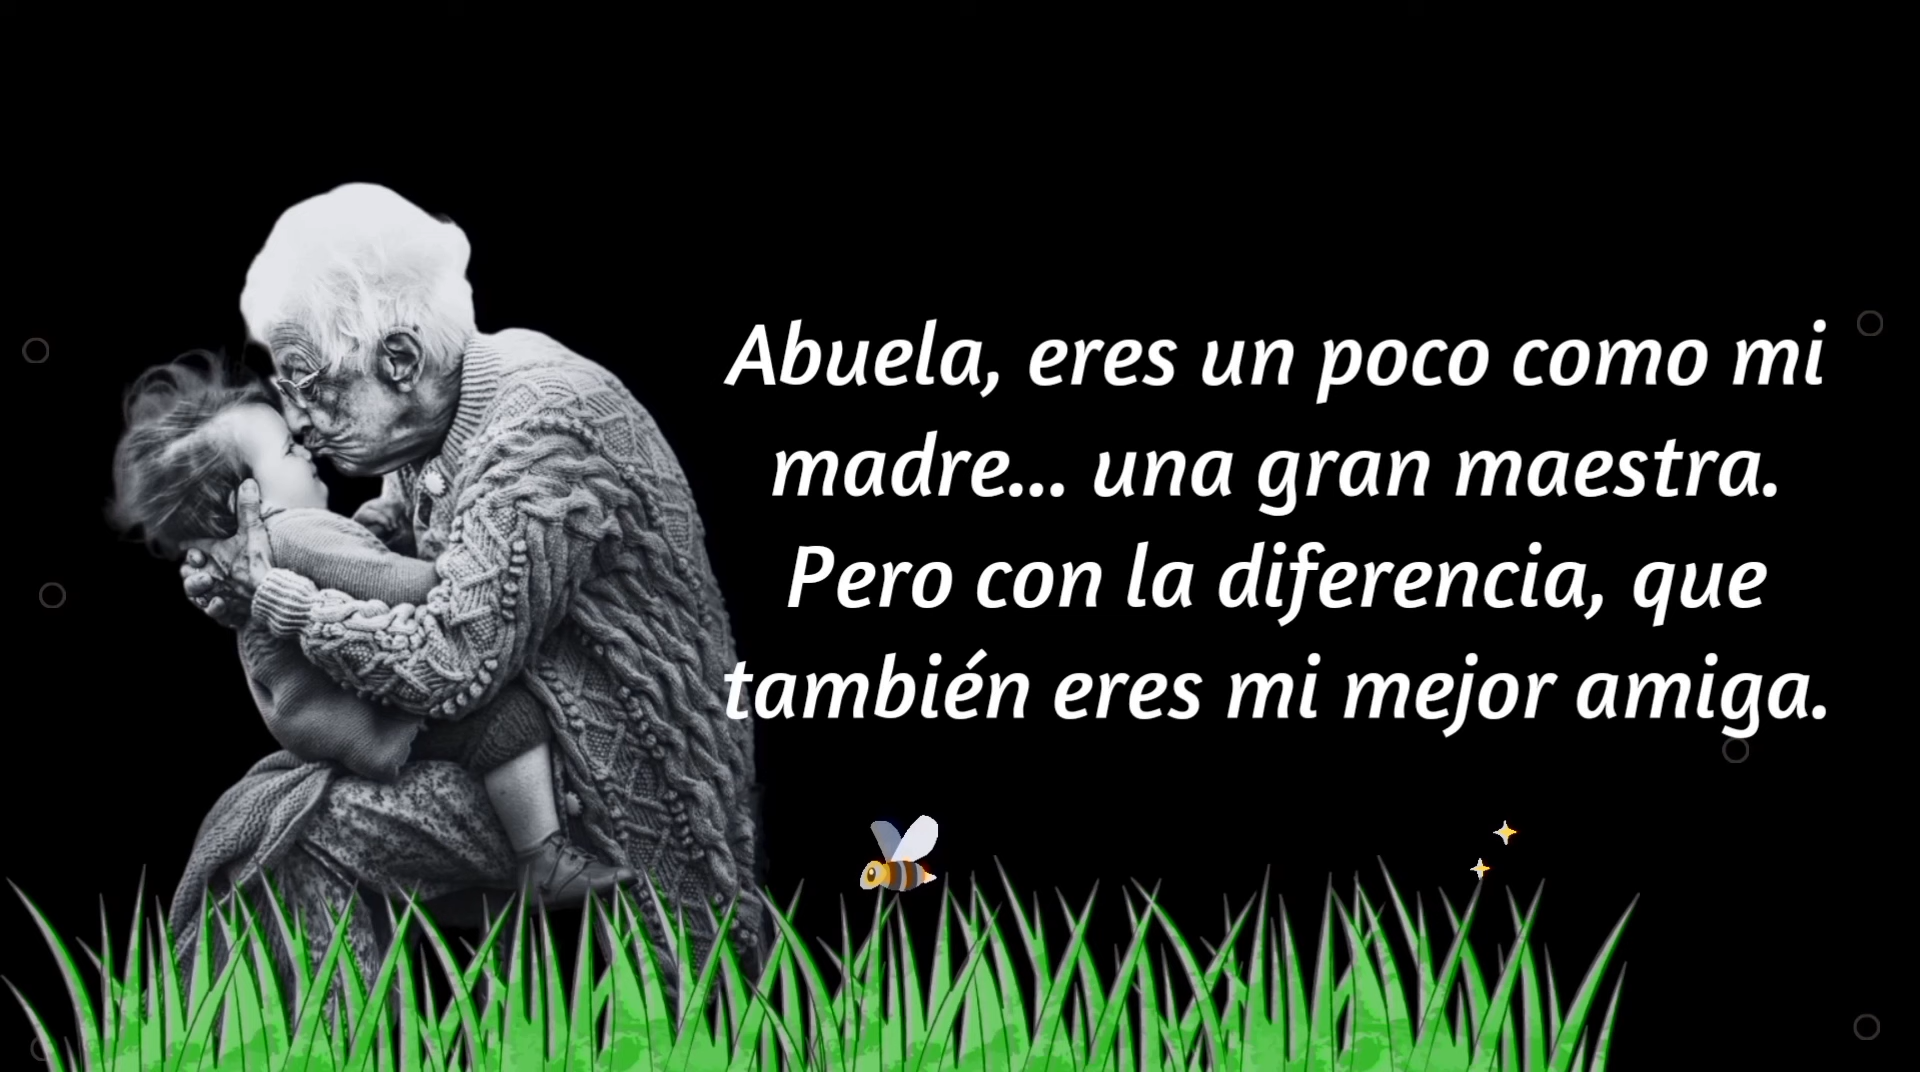 Abuela, eres un poco como mi
madre... una gran maestra.
Pero con la diferencia, que
también eres mi mejor amiga.